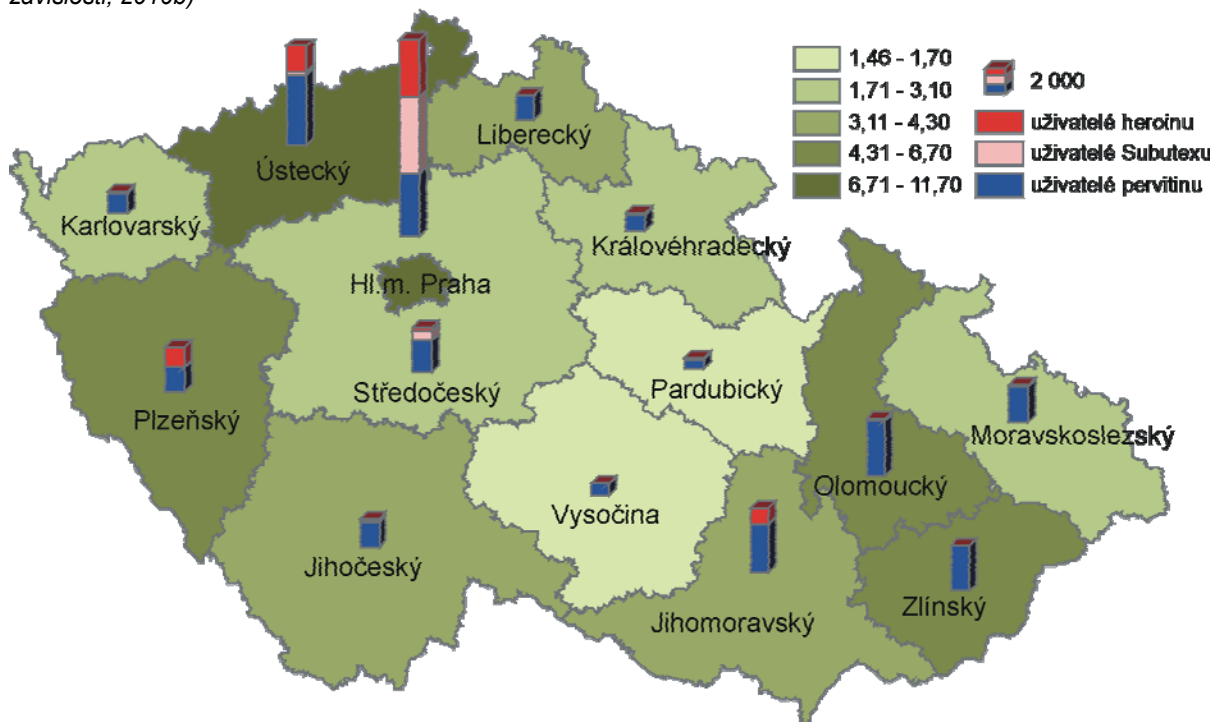 závislosti, 2010b)
1,46 - 1,70
1,71 - 3,10
3,11 - 4,30
4,31 - 6,70
6,71 - 11,70
2 000
uživatelé heroinu
uživatelé Subutexu
uživatelé pervitinu
Liberecký
Ústecký
Karlovarský
Královéhradecký
Hl.m. Praha
Středočeský
Pardubický
Plzeňský
Moravskoslezský
Olomoucký
Vysočina
Jihočeský
Zlínský
Jihomoravský